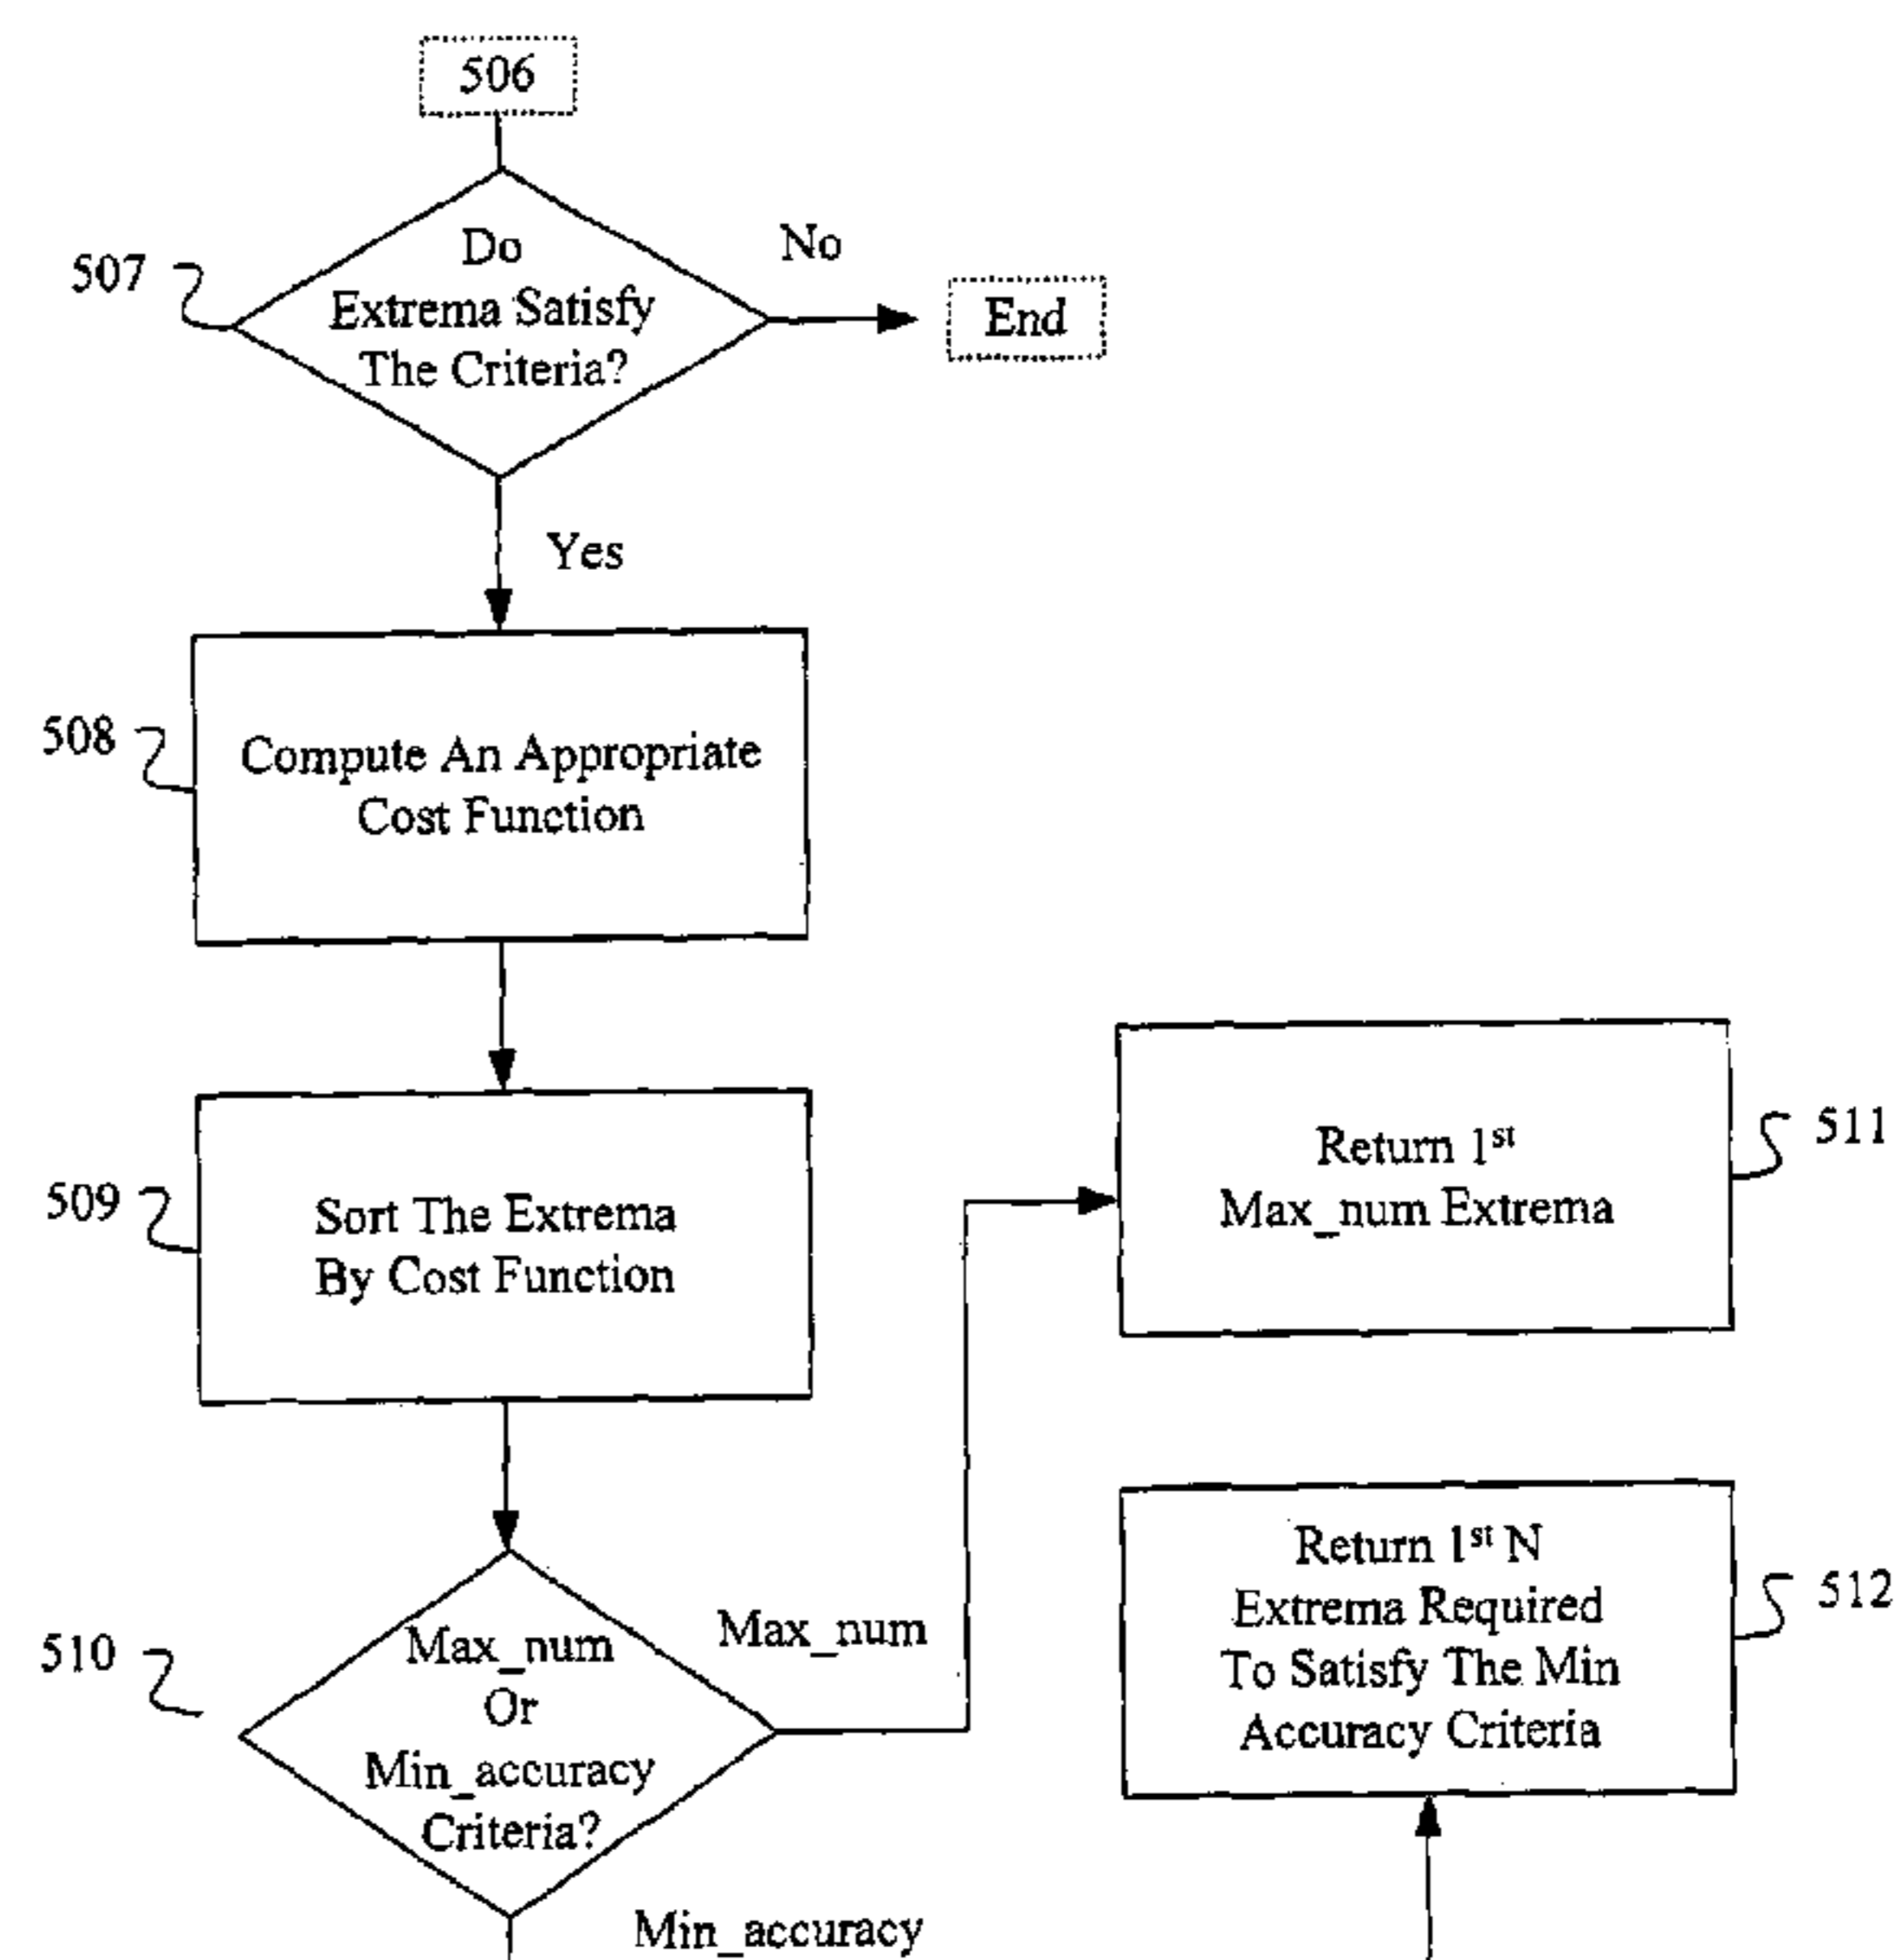 506
507
Do
Extrema Satisfy
The Criteria?
No
End
Yes
508
Compute An Appropriate
Cost Function
509
Sort The Extrema
By Cost Function
Return 1st
Max_num Extrema
511
510
Max_num
Or
Min_accuracy
Criteria?
Max_num
Min_accuracy
Return 1st N
Extrema Required
To Satisfy The Min
Accuracy Criteria
512